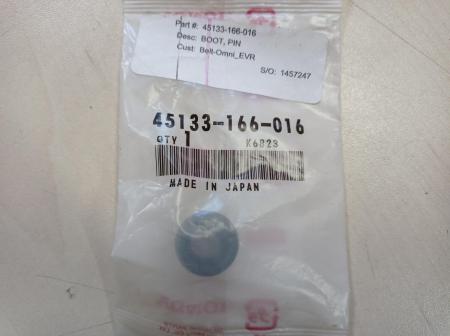 Part #: 45133-166-016
Desc: BOOT, PIN
Cust: Belt-Omni_EVR
S/O: 1457247
45133-166-016
QTY 1 K6823
MADE IN JAPAN